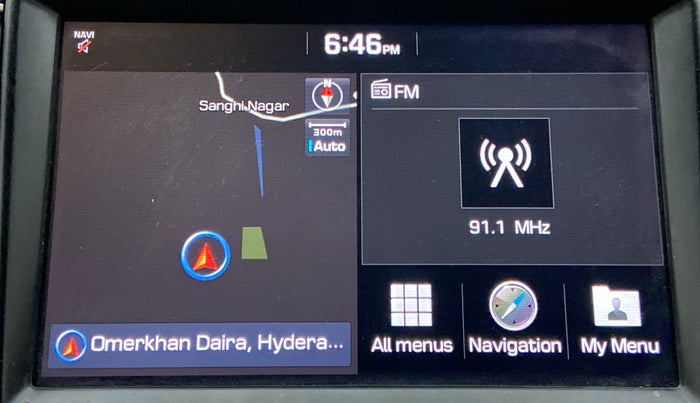 NAVI
6:46PM
Sanghi Nagar
N
300m
Auto
Omerkhan Daira, Hydera...
FM
91.1 MHz
All menus
Navigation
My Menu